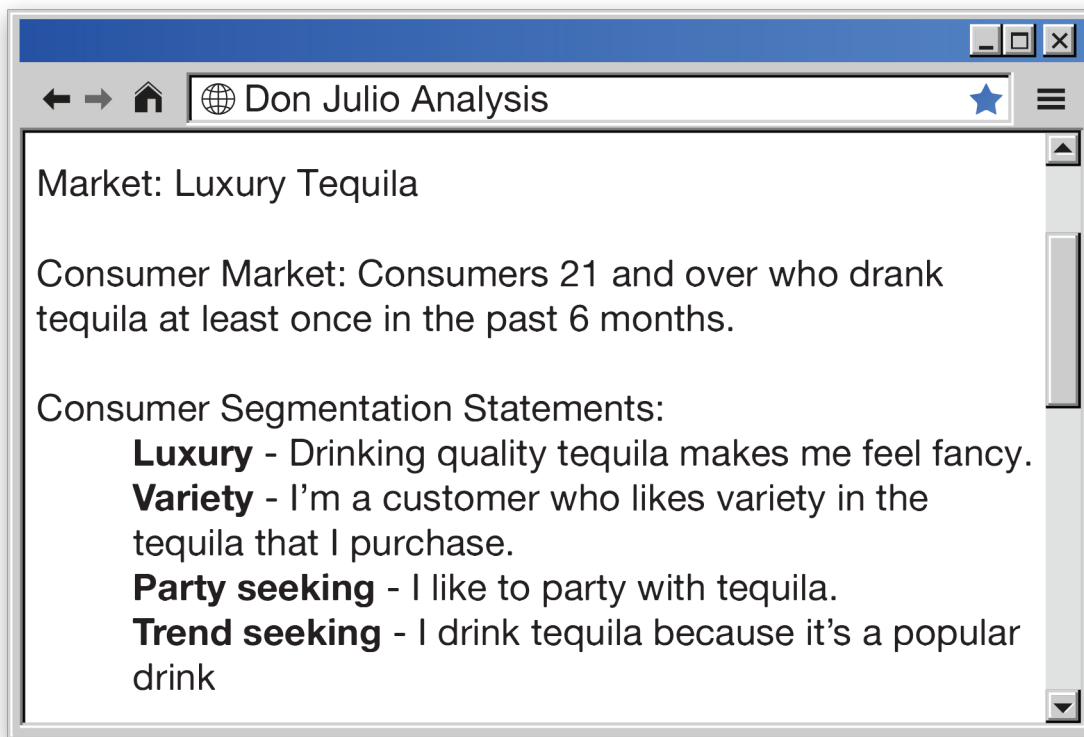 Don Julio Analysis
Market: Luxury Tequila
Consumer Market: Consumers 21 and over who drank
tequila at least once in the past 6 months.
Consumer Segmentation Statements:
Luxury - Drinking quality tequila makes me feel fancy.
Variety - I’m a customer who likes variety in the
tequila that I purchase.
Party seeking - I like to party with tequila.
Trend seeking - I drink tequila because it’s a popular
drink